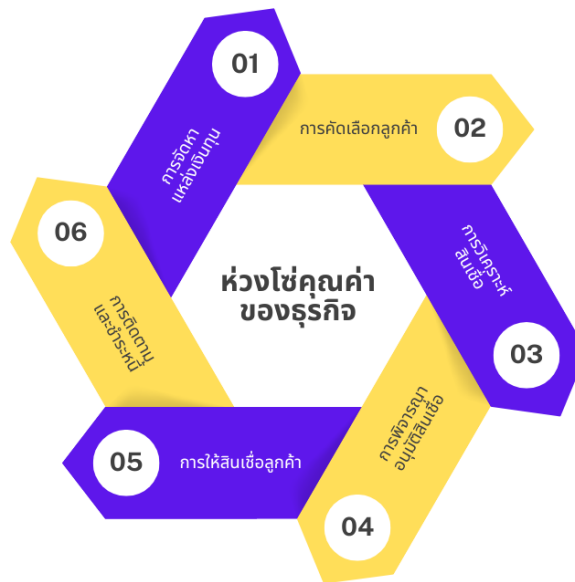 01
การจัดหา
แหล่งเงินทุน
การคัดเลือกลูกค้า
02
การวิเคราะห์
สินเชื่อ
03
การพิจารณา
อนุมัติสินเชื่อ
04
05
การให้สินเชื่อลูกค้า
06
การติดตาม
และชำระหนี้
ห่วงโซ่คุณค่า
ของธุรกิจ